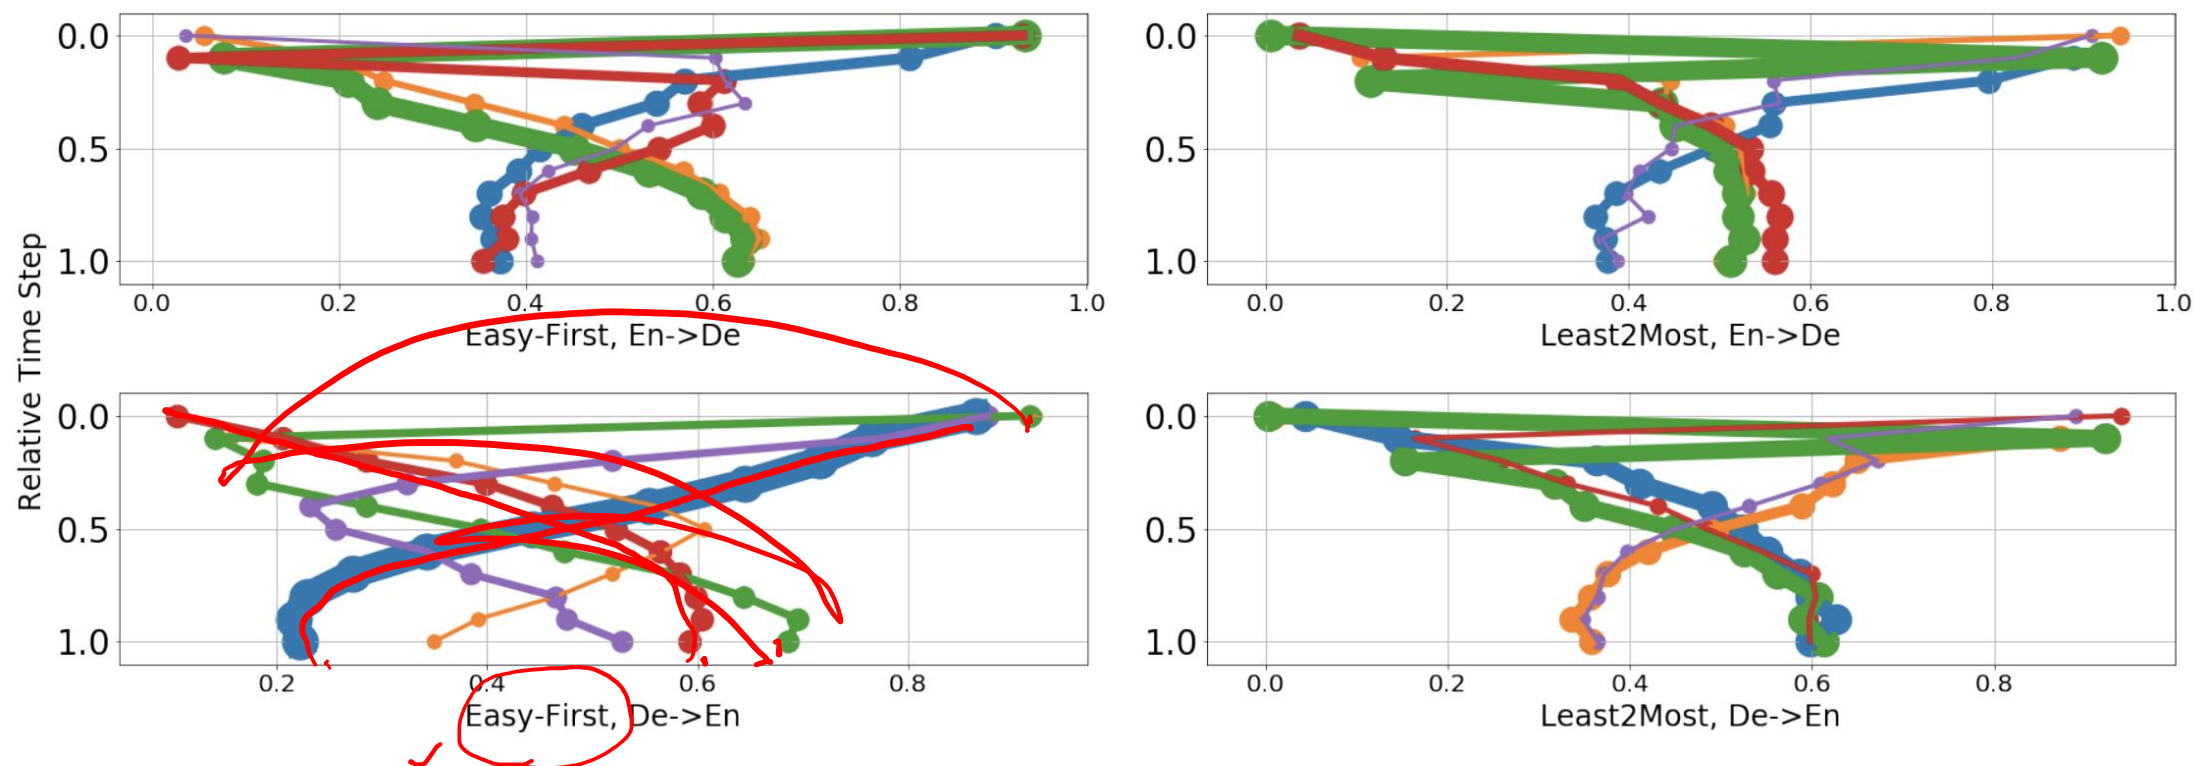 Relative Time Step
0.0
0.5
1.0
0.0 0.2 0.4 0.6 0.8 1.0
Easy-First, En->De
0.0
0.5
1.0
0.0 0.2 0.4 0.6 0.8 1.0
Least2Most, En->De
0.0
0.5
1.0
0.2 0.4 0.6 0.8
Easy-First, De->En
0.0
0.5
1.0
0.0 0.2 0.4 0.6 0.8
Least2Most, De->En